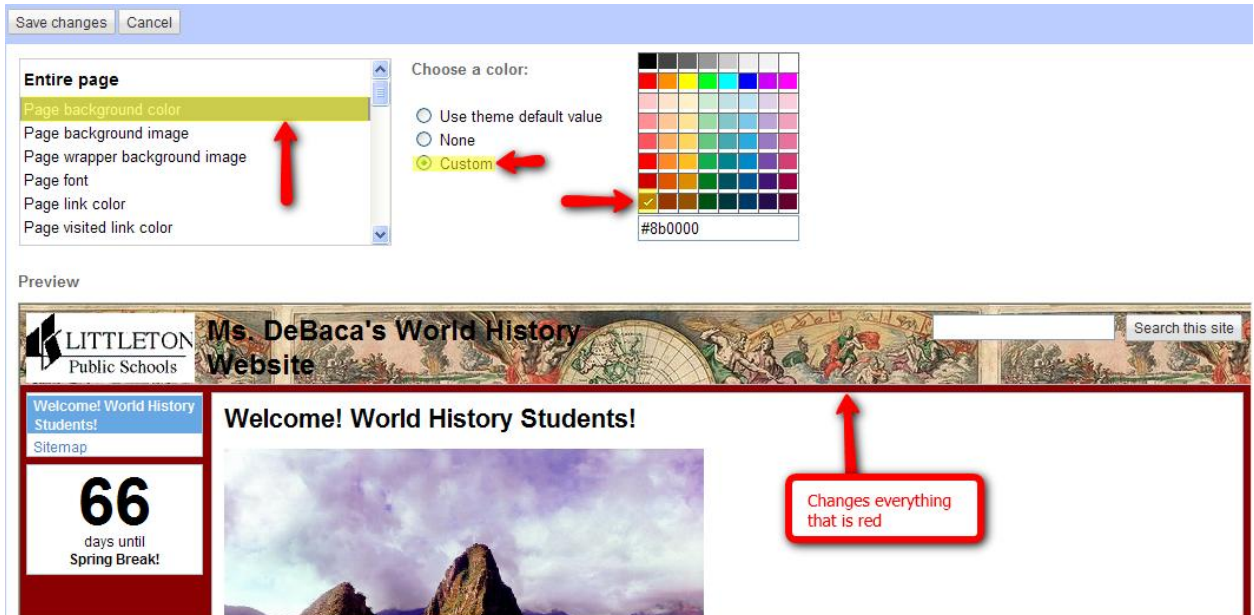 Save changes Cancel
Entire page
Page background color
Page background image
Page wrapper background image
Page font
Page link color
Page visited link color
Choose a color:
Use theme default value
None
Custom
#8b0000
Preview
LITTLETON
Public Schools
Ms. DeBaca's World History
Website
Search this site
Welcome! World History
Students!
Sitemap
66
days until
Spring Break!
Welcome! World History Students!
Changes everything
that is red